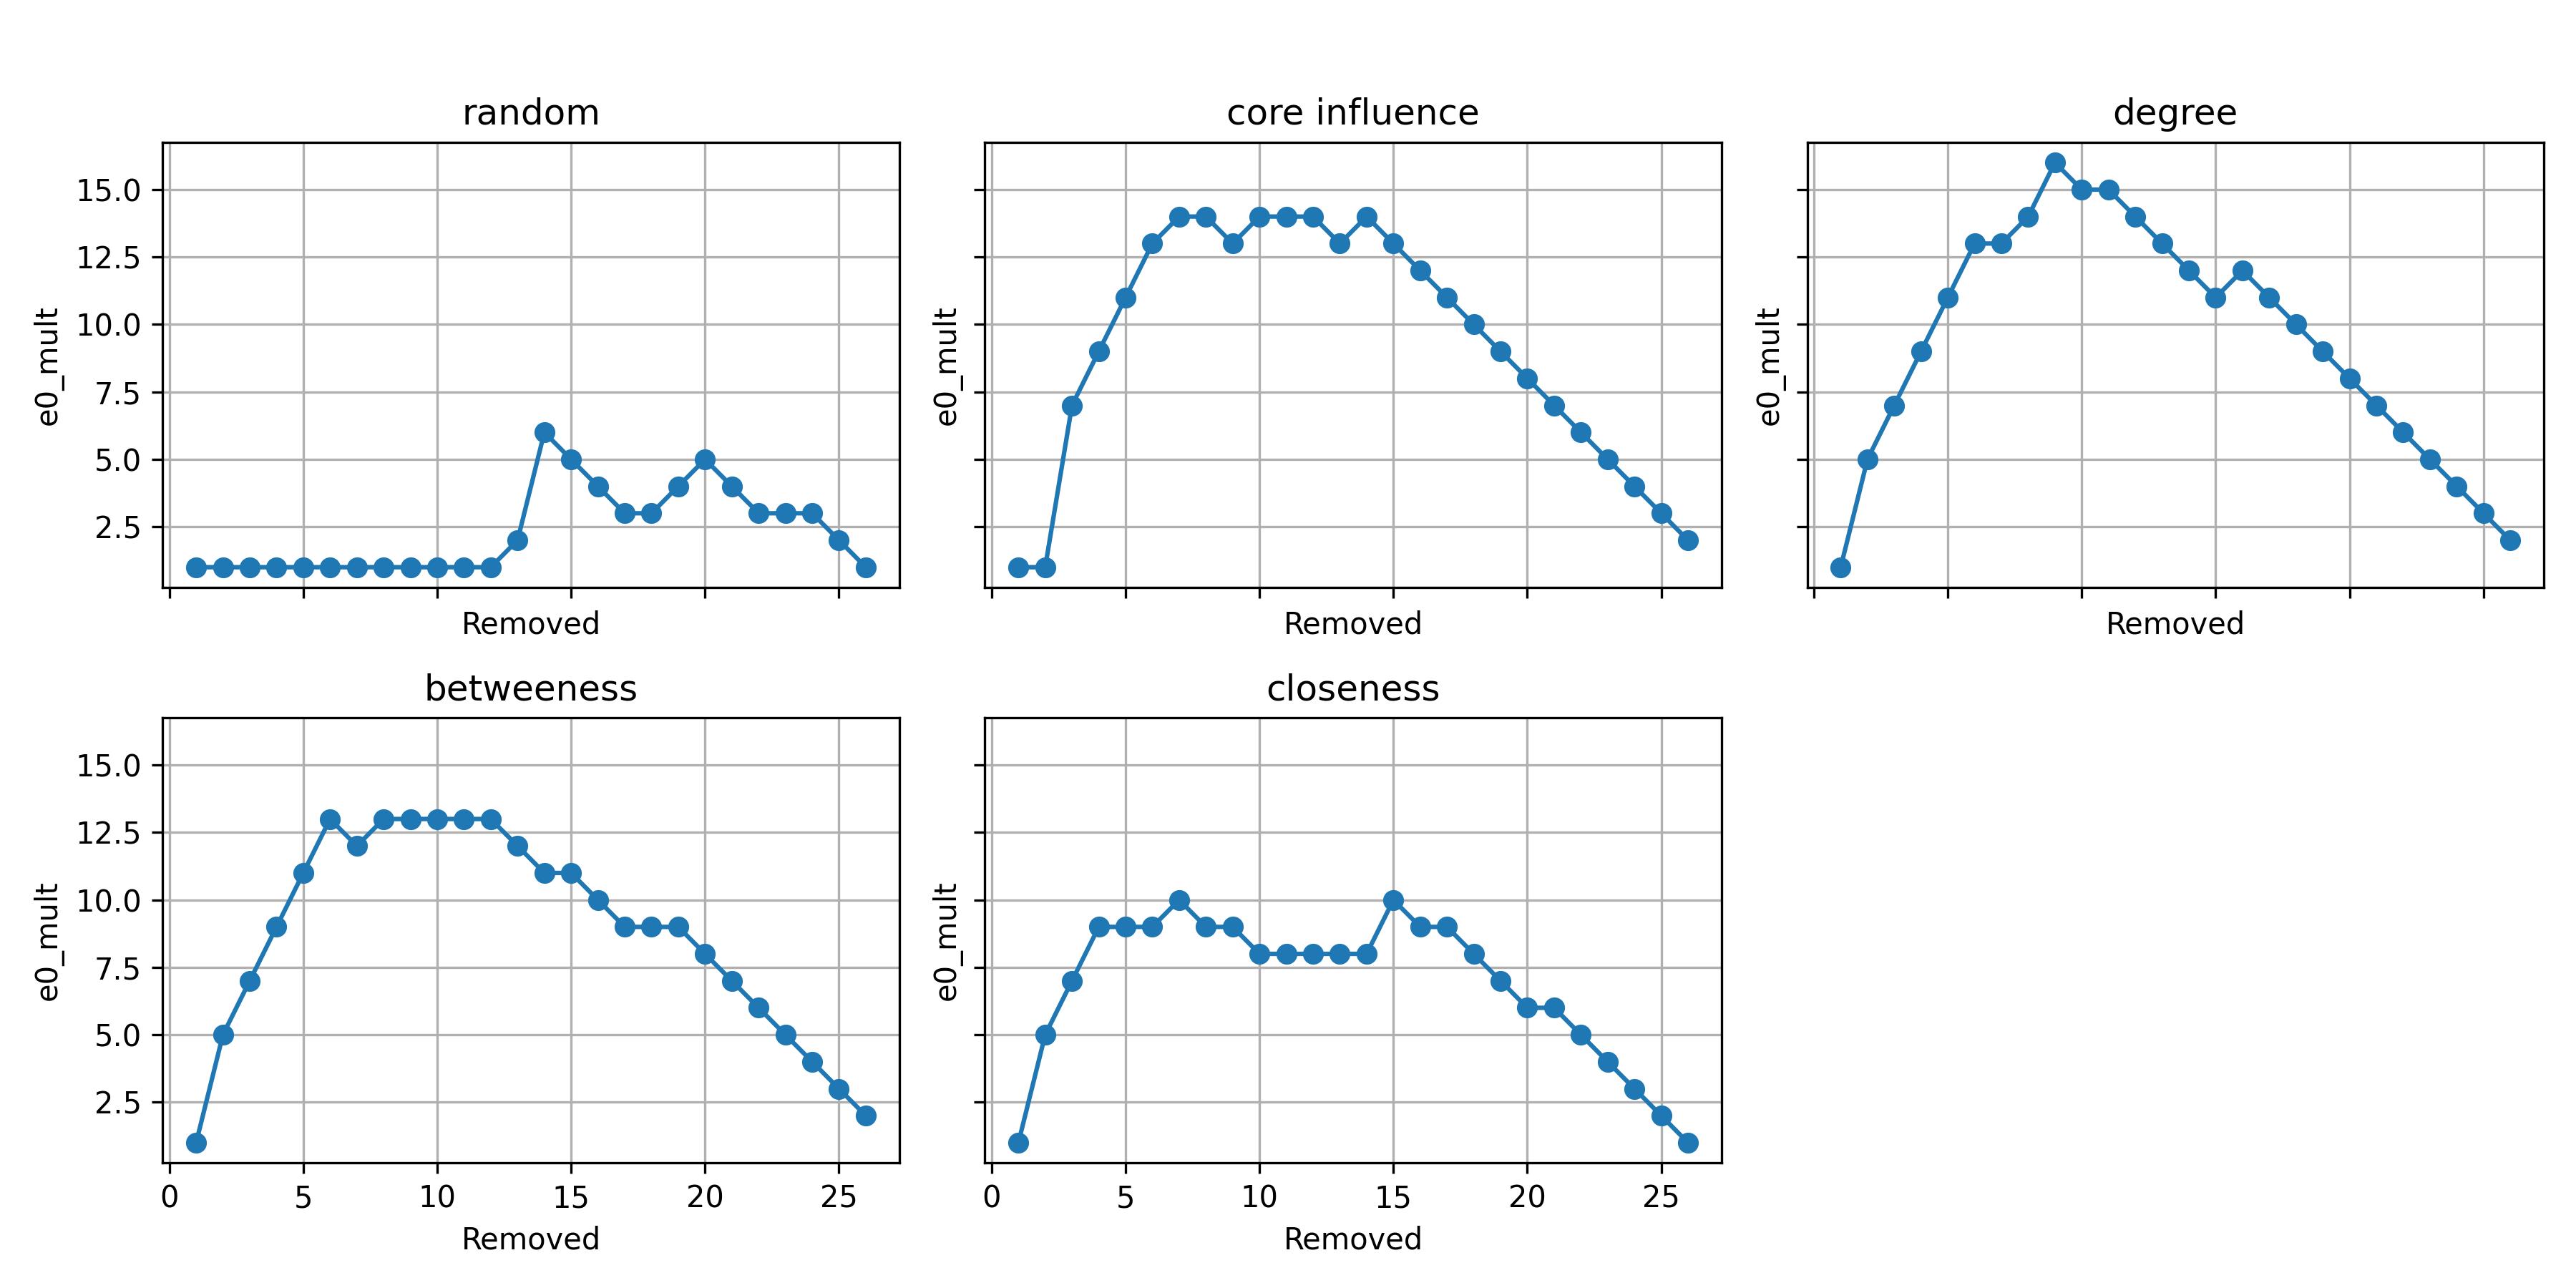 random
core influence
degree
15.0
12.5
10.0
7.5
5.0
2.5
e0_mult
e0_mult
e0_mult
Removed
Removed
Removed
betweeness
closeness
15.0
12.5
10.0
7.5
5.0
2.5
e0_mult
e0_mult
0 5 10 15 20 25
0 5 10 15 20 25
Removed
Removed